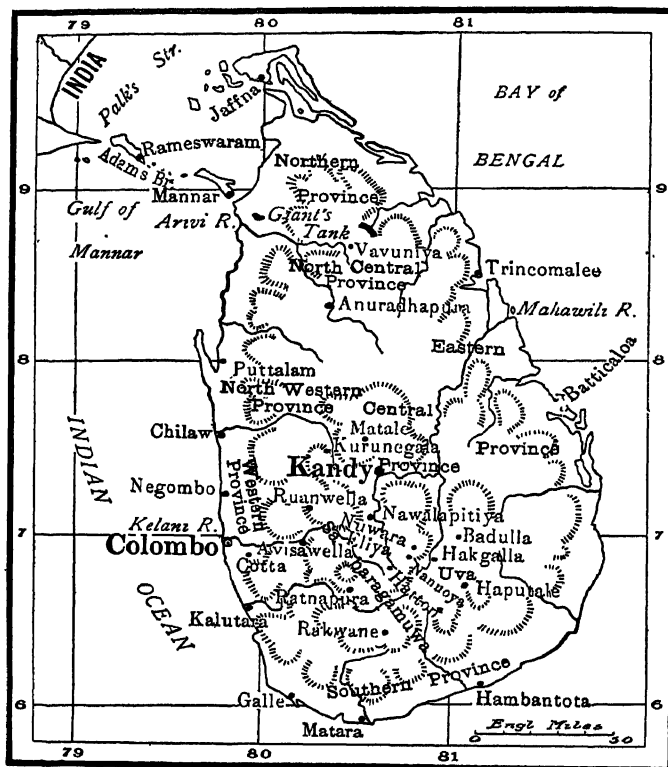 79
80
81
INDIA
Palk's Str.
Jaffna
BAY of
BENGAL
Rameswaram
Adams Br.
Northern
Province
9
9
Mannar
Gulf of
Mannar
Arivi R.
Giant's
Tank
Vavuniya
North Central
Province
Trincomalee
Anuradhapura
Mahawili R.
Eastern
Province
8
8
Puttalam
Batticaloa
North Western
Province
Central
Province
Matale
Chilaw
Kurunegala
INDIAN
OCEAN
Kandy
Western
Province
Negombo
Ruanwella
Nawalapitiya
Kelani R.
Nuwara
Eliya
Badulla
7
7
Colombo
Avisawella
Hakgalla
Cotta
Sabaragamuwa
Hatton
Nanuoya
Uva
Haputale
Ratnapura
Kalutara
Rakwane
Southern Province
6
6
Galle
Hambantota
Matara
Engl Miles
0 30
79
80
81